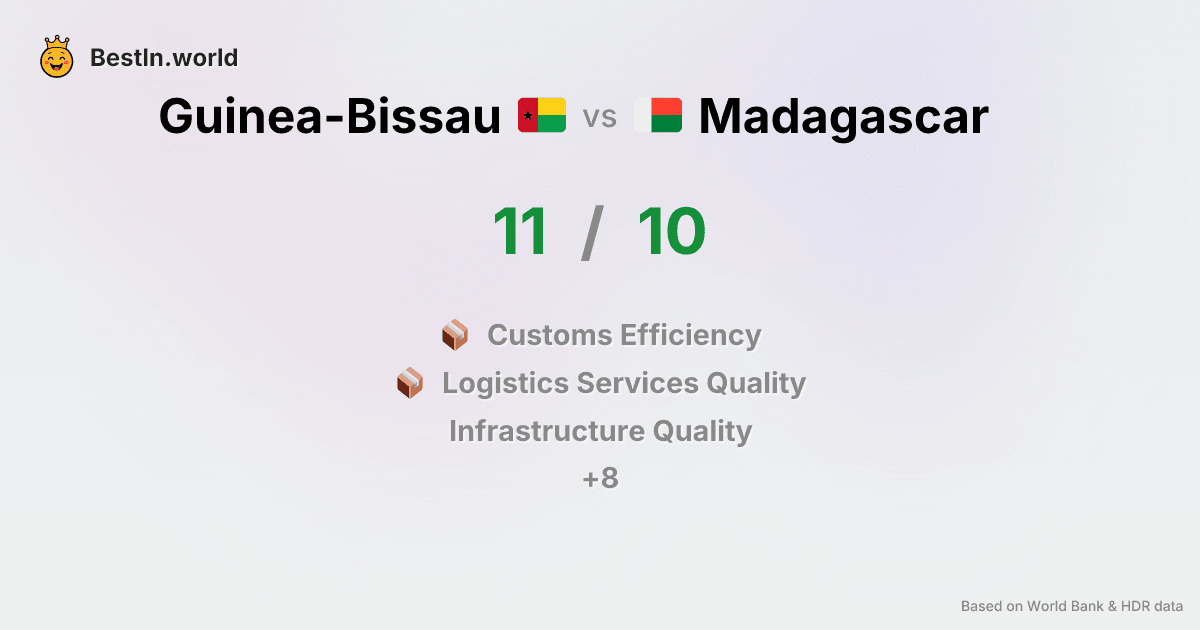 BestIn.world
Guinea-Bissau vs Madagascar
11 / 10
Customs Efficiency
Logistics Services Quality
Infrastructure Quality
+8
Based on World Bank & HDR data